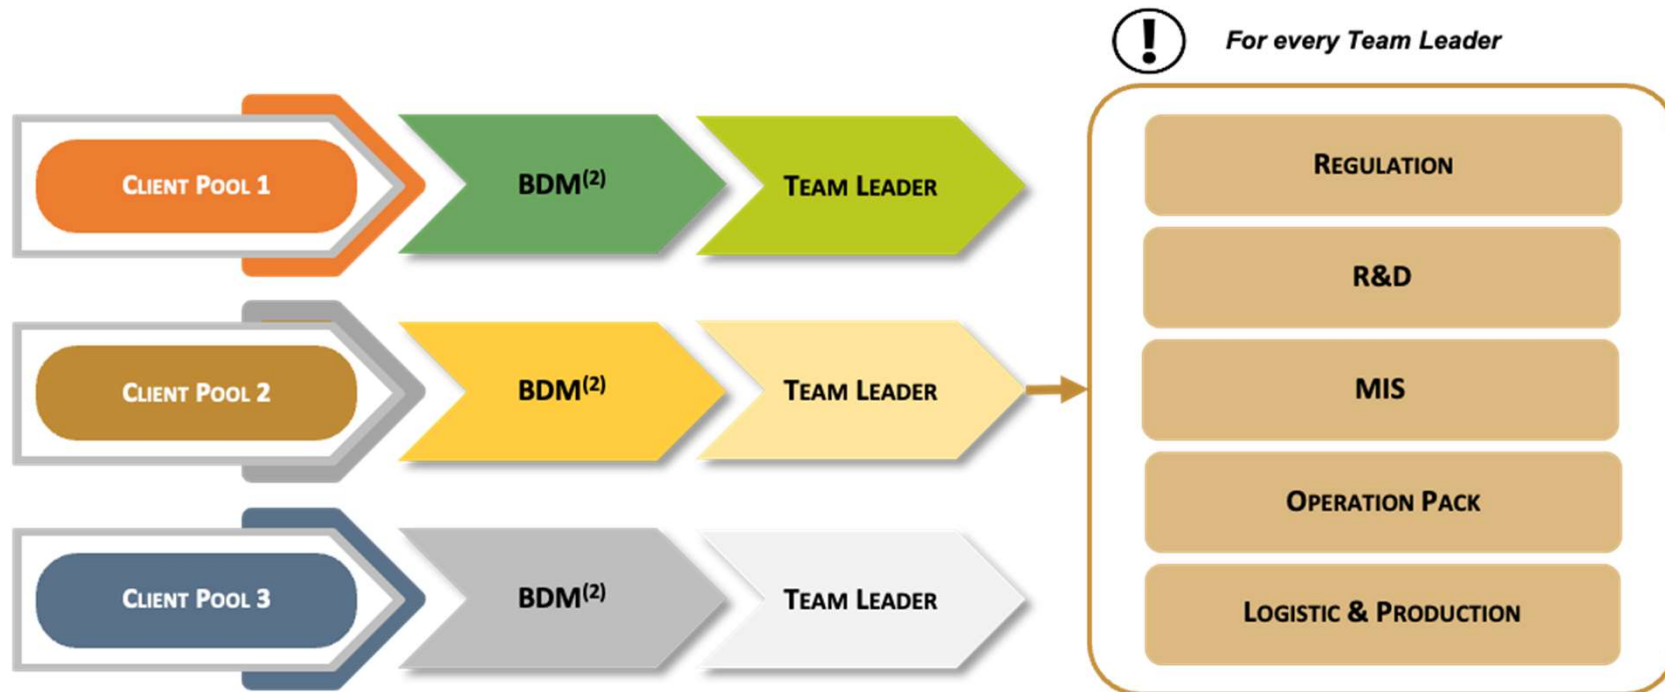 For every Team Leader
CLIENT POOL 1
BDM(2)
TEAM LEADER
CLIENT POOL 2
BDM(2)
TEAM LEADER
CLIENT POOL 3
BDM(2)
TEAM LEADER
REGULATION
R&D
MIS
OPERATION PACK
LOGISTIC & PRODUCTION